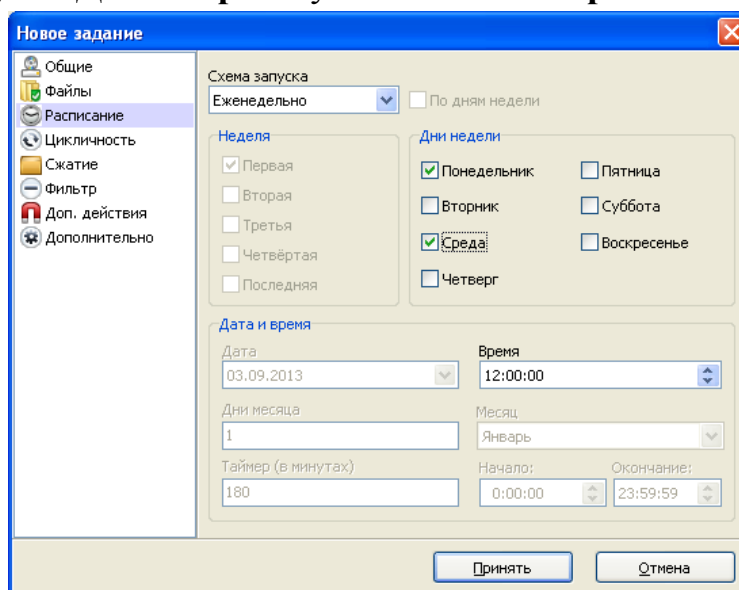 Новое задание
Общие
Файлы
Расписание
Цикличность
Сжатие
Фильтр
Доп. действия
Дополнительно
Схема запуска
Еженедельно
По дням недели
Неделя
Первая
Вторая
Третья
Четвёртая
Последняя
Дни недели
Понедельник
Пятница
Вторник
Суббота
Среда
Воскресенье
Четверг
Дата и время
Дата
03.09.2013
Время
12:00:00
Дни месяца
1
Месяц
Январь
Таймер (в минутах)
180
Начало:
0:00:00
Окончание:
23:59:59
Принять
Отмена